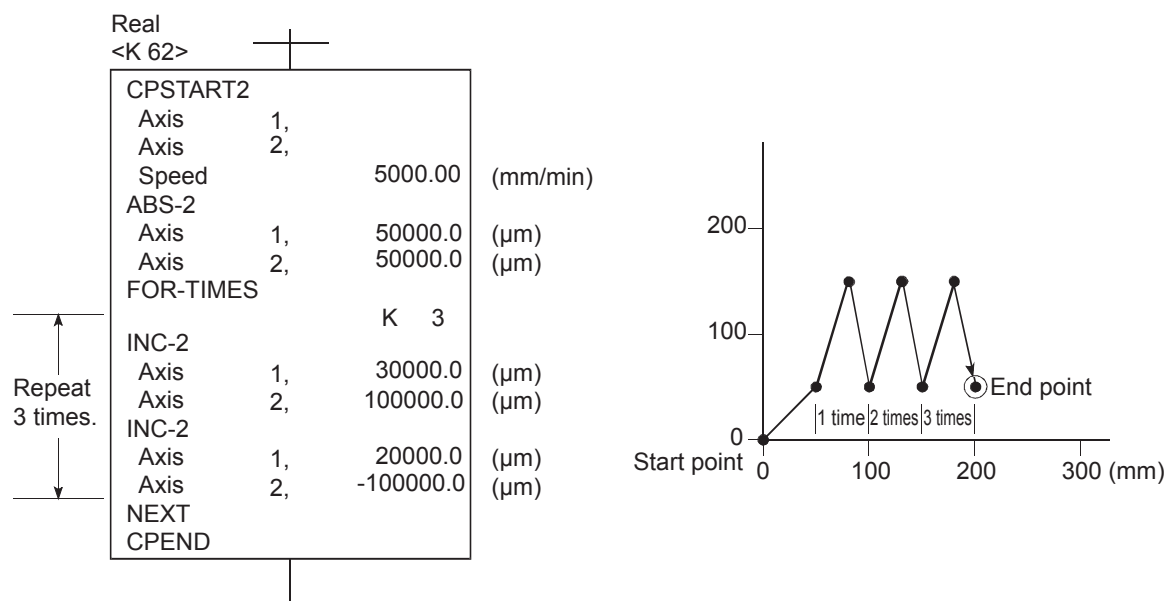 Real
<K 62>
CPSTART2
Axis 1,
Axis 2,
Speed 5000.00 (mm/min)
ABS-2
Axis 1, 50000.0 (μm)
Axis 2, 50000.0 (μm)
FOR-TIMES
K 3
INC-2
Axis 1, 30000.0 (μm)
Axis 2, 100000.0 (μm)
INC-2
Axis 1, 20000.0 (μm)
Axis 2, -100000.0 (μm)
NEXT
CPEND
Repeat
3 times.
200
100
0
End point
1 time 2 times 3 times
Start point
0 100 200 300 (mm)